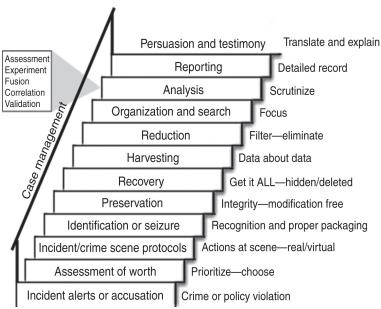 Persuasion and testimony Translate and explain
Assessment
Experiment
Fusion
Correlation
Validation
Reporting Detailed record
Analysis Scrutinize
Organization and search Focus
Reduction Filter—eliminate
Harvesting Data about data
Recovery Get it ALL—hidden/deleted
Preservation Integrity—modification free
Identification or seizure Recognition and proper packaging
Incident/crime scene protocols Actions at scene—real/virtual
Assessment of worth Prioritize—choose
Incident alerts or accusation Crime or policy violation
Case management